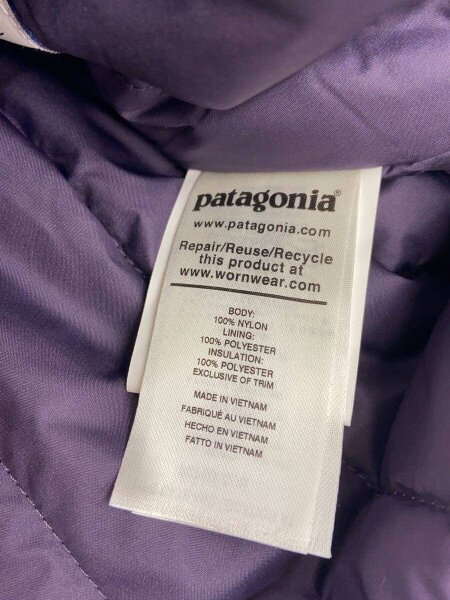 patagonia®
www.patagonia.com
Repair/Reuse/Recycle
this product at
www.wornwear.com
BODY:
100% NYLON
LINING:
100% POLYESTER
INSULATION:
100% POLYESTER
EXCLUSIVE OF TRIM
MADE IN VIETNAM
FABRIQUÉ AU VIETNAM
HECHO EN VIETNAM
FATTO IN VIETNAM